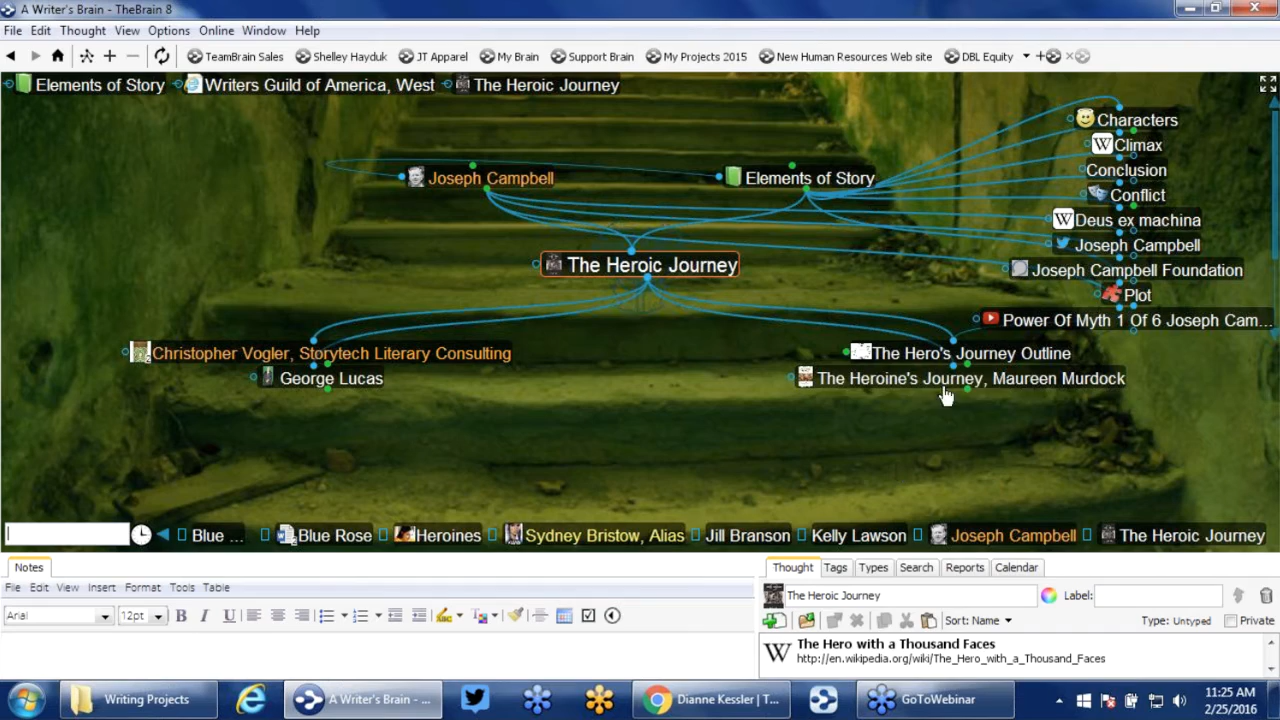 A Writer's Brain - TheBrain 8
File Edit Thought View Options Online Window Help
TeamBrain Sales Shelley Hayduk JT Apparel My Brain Support Brain My Projects 2015 New Human Resources Web site DBL Equity
Elements of Story Writers Guild of America, West The Heroic Journey
Characters
W Climax
Conclusion
Joseph Campbell Elements of Story
Conflict
W Deus ex machina
Joseph Campbell
The Heroic Journey
Joseph Campbell Foundation
Plot
Power Of Myth 1 Of 6 Joseph Cam...
Christopher Vogler, Storytech Literary Consulting
The Hero's Journey Outline
George Lucas
The Heroine's Journey, Maureen Murdock
Blue ... Blue Rose Heroines Sydney Bristow, Alias Jill Branson Kelly Lawson Joseph Campbell The Heroic Journey
Notes
Thought Tags Types Search Reports Calendar
File Edit View Insert Format Tools Table
The Heroic Journey Label:
Arial 12pt B I U
Sort: Name Type: Untyped Private
W The Hero with a Thousand Faces
http://en.wikipedia.org/wiki/The_Hero_with_a_Thousand_Faces
Writing Projects A Writer's Brain - ... Dianne Kessler | T... GoToWebinar
11:25 AM
2/25/2016